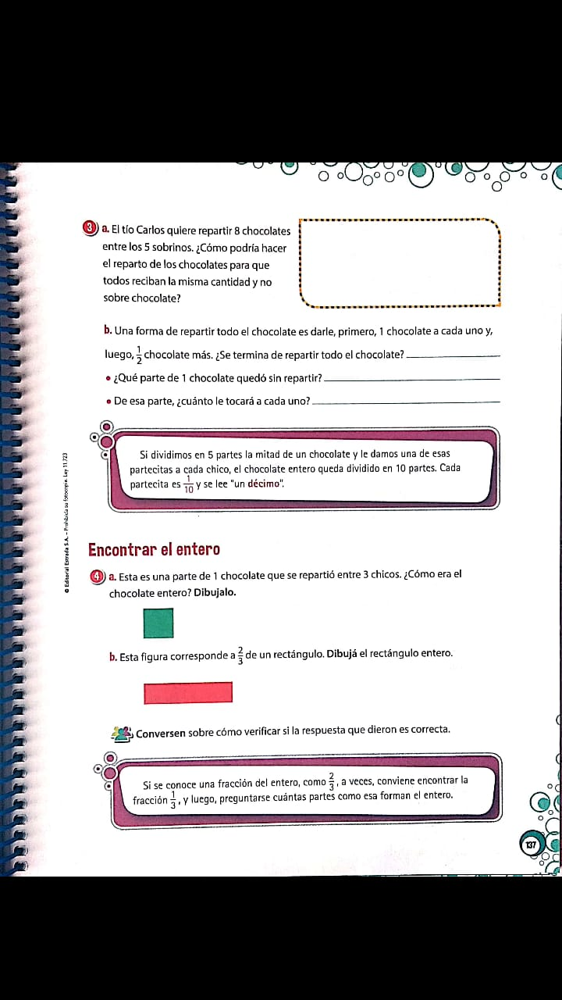 3 a. El tío Carlos quiere repartir 8 chocolates
entre los 5 sobrinos. ¿Cómo podría hacer
el reparto de los chocolates para que
todos reciban la misma cantidad y no
sobre chocolate?
b. Una forma de repartir todo el chocolate es darle, primero, 1 chocolate a cada uno y,
luego, 1/2 chocolate más. ¿Se termina de repartir todo el chocolate?
• ¿Qué parte de 1 chocolate quedó sin repartir?
• De esa parte, ¿cuánto le tocará a cada uno?
Si dividimos en 5 partes la mitad de un chocolate y le damos una de esas
partecitas a cada chico, el chocolate entero queda dividido en 10 partes. Cada
partecita es 1/10 y se lee "un décimo".
© Editorial Estrada S.A. – Prohibida su fotocopia. Ley 11.723
Encontrar el entero
4 a. Esta es una parte de 1 chocolate que se repartió entre 3 chicos. ¿Cómo era el
chocolate entero? Dibujalo.
b. Esta figura corresponde a 2/3 de un rectángulo. Dibujá el rectángulo entero.
Conversen sobre cómo verificar si la respuesta que dieron es correcta.
Si se conoce una fracción del entero, como 2/3, a veces, conviene encontrar la
fracción 1/3, y luego, preguntarse cuántas partes como esa forman el entero.
137